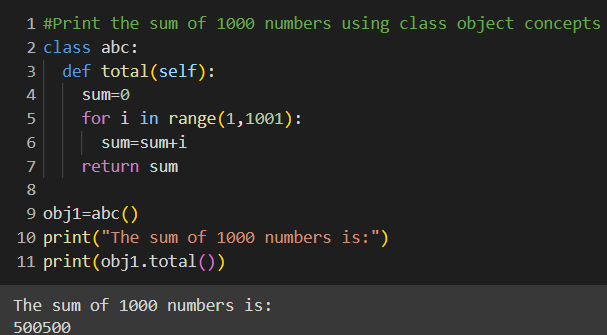 1 #Print the sum of 1000 numbers using class object concepts
2 class abc:
3   def total(self):
4     sum=0
5     for i in range(1,1001):
6       sum=sum+i
7     return sum
8
9 obj1=abc()
10 print("The sum of 1000 numbers is:")
11 print(obj1.total())
The sum of 1000 numbers is:
500500